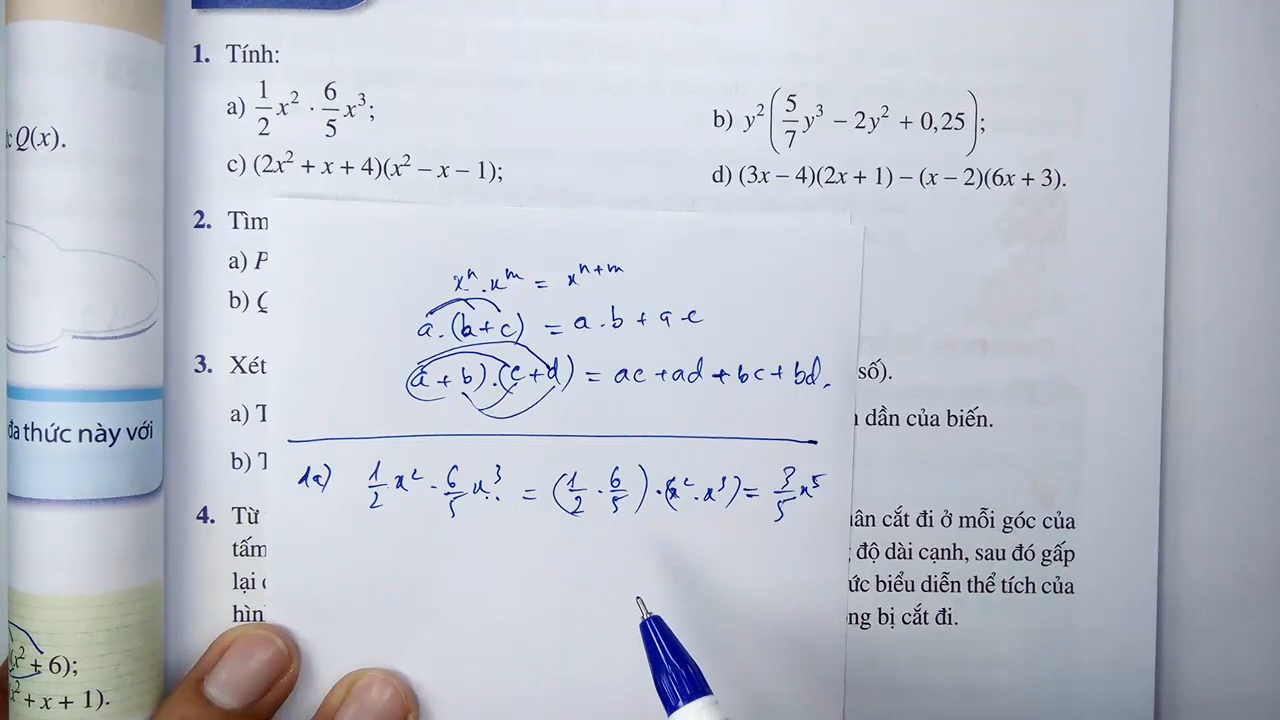 1. Tính:
a) 1/2 x² · 6/5 x³;
b) y²(5/7 y³ − 2y² + 0,25);
c) (2x² + x + 4)(x² − x − 1);
d) (3x − 4)(2x + 1) − (x − 2)(6x + 3).
Q(x).
2. Tìm
a) P
b) Q
xⁿ.xᵐ = xⁿ⁺ᵐ
a.(b+c) = a.b + a c
(a+b).(c+d) = ac+ad+bc+bd.
3. Xét
số).
a) T
dần của biến.
b) T
đa thức này với
1a) 1/2 x² . 6/5 x³ = (1/2 . 6/5).(x².x³) = 3/5 x⁵
4. Từ
cắt đi ở mỗi góc của
tấm
độ dài cạnh, sau đó gấp
lại
biểu diễn thể tích của
bị cắt đi.
x² + 6);
x² + x + 1).